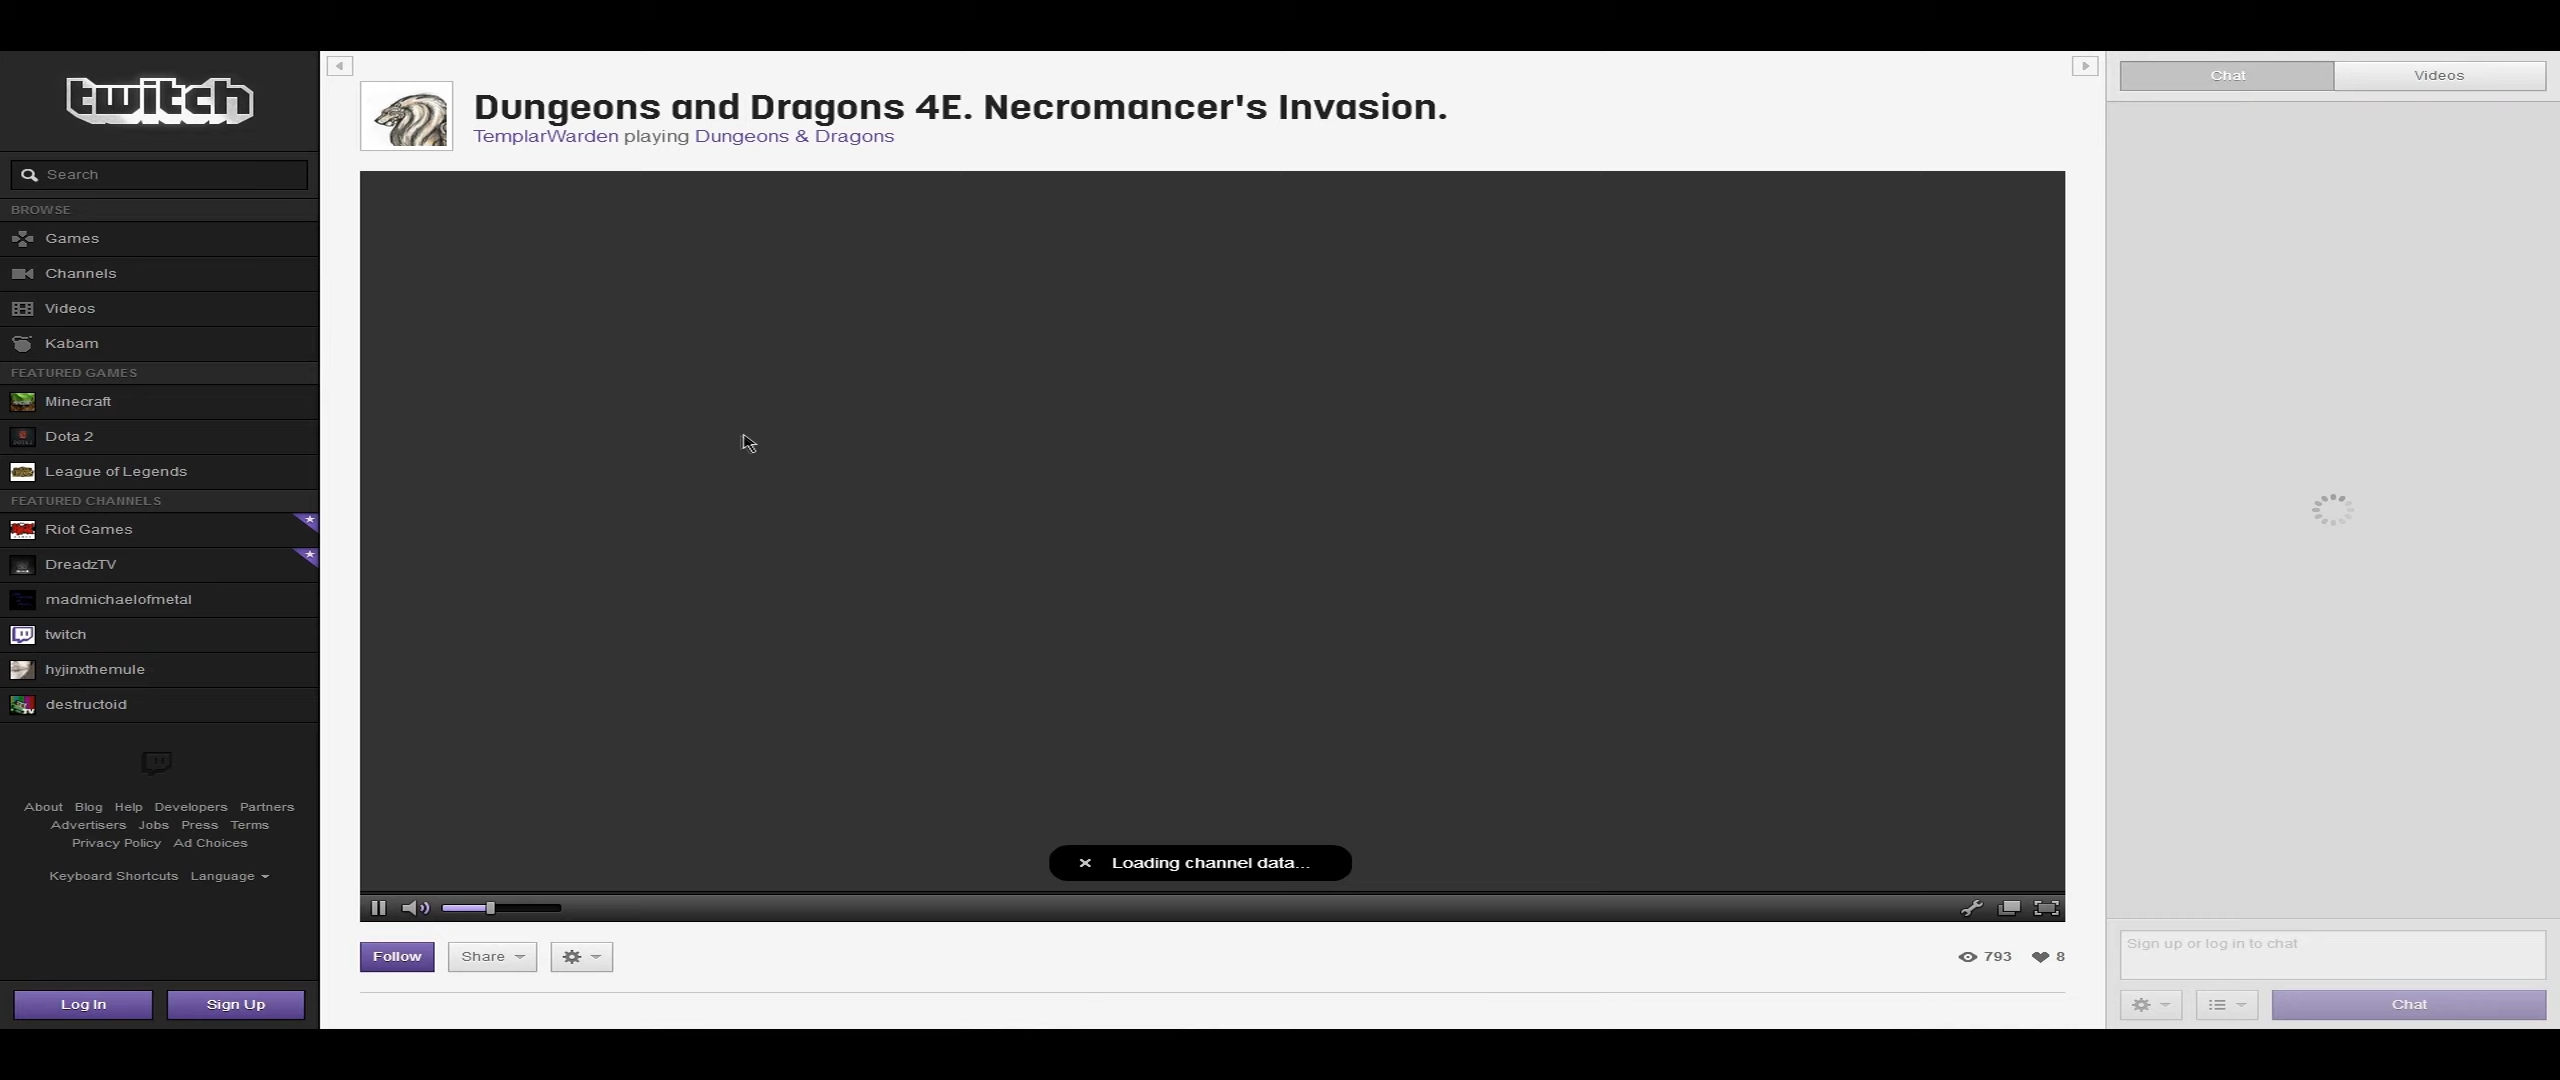 twitch
Search
BROWSE
Games
Channels
Videos
Kabam
FEATURED GAMES
Minecraft
Dota 2
League of Legends
FEATURED CHANNELS
Riot Games
DreadzTV
madmichaelofmetal
twitch
hyjinxthemule
destructoid
About Blog Help Developers Partners
Advertisers Jobs Press Terms
Privacy Policy Ad Choices
Keyboard Shortcuts Language
Log In Sign Up
Dungeons and Dragons 4E. Necromancer's Invasion.
TemplarWarden playing Dungeons & Dragons
Loading channel data...
Follow Share 793 8
Chat Videos
Sign up or log in to chat
Chat